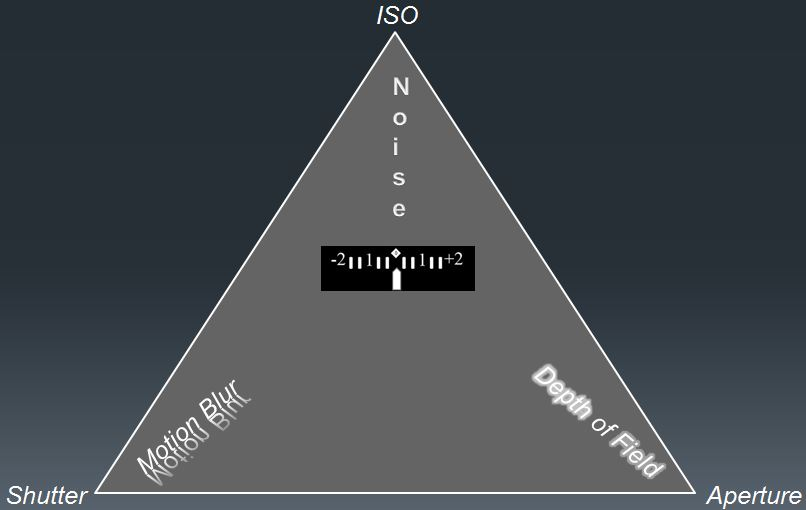 ISO
N
o
i
s
e
-2 1 1 +2
Motion Blur
Depth of Field
Shutter
Aperture